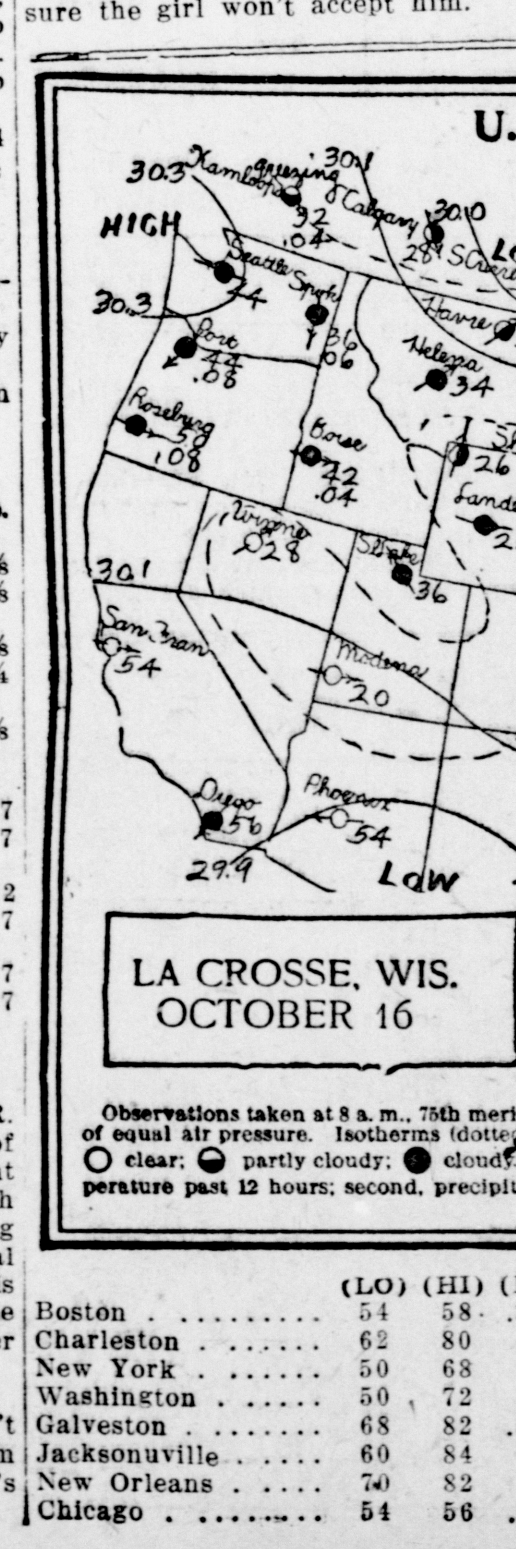 sure the girl won't accept him.
U.
30.3
Kamloops
freezing
30.1
32
.04
Calgary
30.0
28
HIGH
Seattle
44
Spok
36
.06
30.3
Port
44
.08
Havre
Helena
34
Roseburg
50
.08
Boise
42
.04
26
Lande
Winne
28
S Lake
36
30.1
San Fran
54
Modena
20
Diego
56
Phoenix
54
29.9
LOW
LA CROSSE, WIS.
OCTOBER 16
Observations taken at 8 a. m., 75th meri
of equal air pressure. Isotherms (dotte
clear; partly cloudy; cloudy
perature past 12 hours; second, precipit
(LO) (HI) (
Boston . . . . . . . . . . 54 58 .
Charleston . . . . . . . 62 80
New York . . . . . . . 50 68
Washington . . . . . . 50 72
Galveston . . . . . . . . 68 82 .
Jacksonuville . . . . . 60 84
New Orleans . . . . . 70 82
Chicago . . . . . . . . . 54 56 .